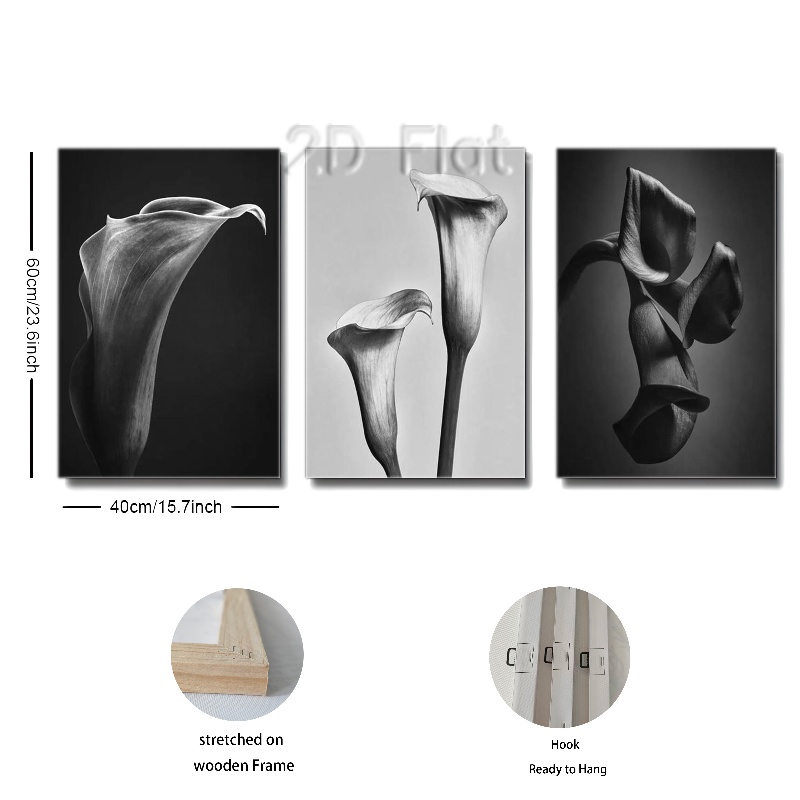 2D Flat
60cm/23.6inch
40cm/15.7inch
stretched on
wooden Frame
Hook
Ready to Hang